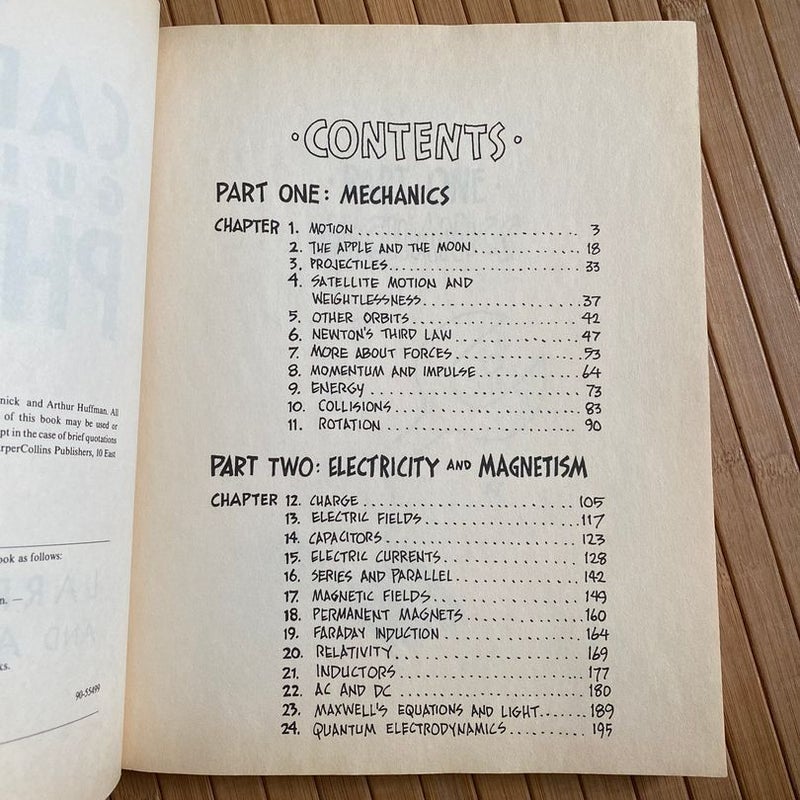 nick and Arthur Huffman. All
of this book may be used or
pt in the case of brief quotations
rperCollins Publishers, 10 East
ook as follows:
n. —
ks.
90-55499
·CONTENTS·
PART ONE: MECHANICS
CHAPTER 1. MOTION .......................... 3
2. THE APPLE AND THE MOON ............ 18
3. PROJECTILES ....................... 33
4. SATELLITE MOTION AND
WEIGHTLESSNESS ................... 37
5. OTHER ORBITS ..................... 42
6. NEWTON'S THIRD LAW ............... 47
7. MORE ABOUT FORCES ............... 53
8. MOMENTUM AND IMPULSE ............ 64
9. ENERGY .......................... 73
10. COLLISIONS ..................... 83
11. ROTATION ....................... 90
PART TWO: ELECTRICITY AND MAGNETISM
CHAPTER 12. CHARGE ........................ 105
13. ELECTRIC FIELDS ................ 117
14. CAPACITORS ..................... 123
15. ELECTRIC CURRENTS .............. 128
16. SERIES AND PARALLEL ............ 142
17. MAGNETIC FIELDS ................ 149
18. PERMANENT MAGNETS .............. 160
19. FARADAY INDUCTION .............. 164
20. RELATIVITY ..................... 169
21. INDUCTORS ...................... 177
22. AC AND DC ...................... 180
23. MAXWELL'S EQUATIONS AND LIGHT ....... 189
24. QUANTUM ELECTRODYNAMICS .......... 195